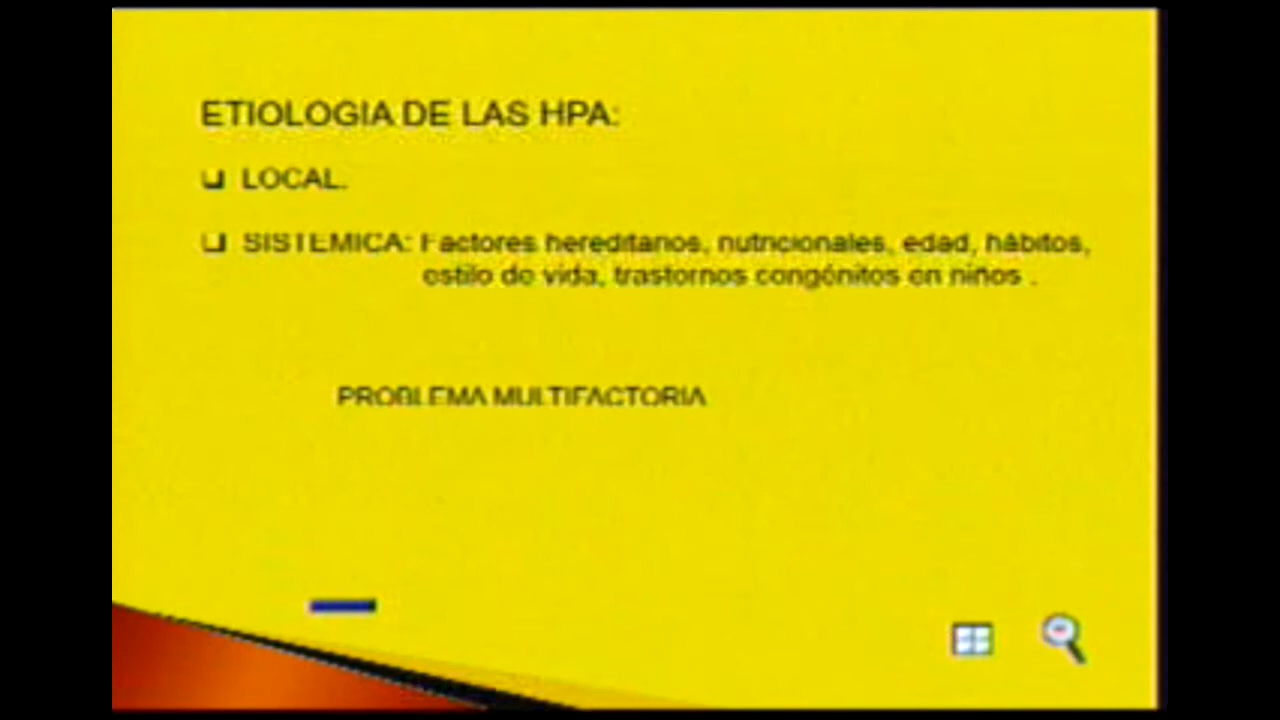 ETIOLOGIA DE LAS HPA:
❑ LOCAL.
❑ SISTEMICA: Factores hereditarios, nutricionales, edad, hábitos,
estilo de vida, trastornos congénitos en niños .
PROBLEMA MULTIFACTORIA